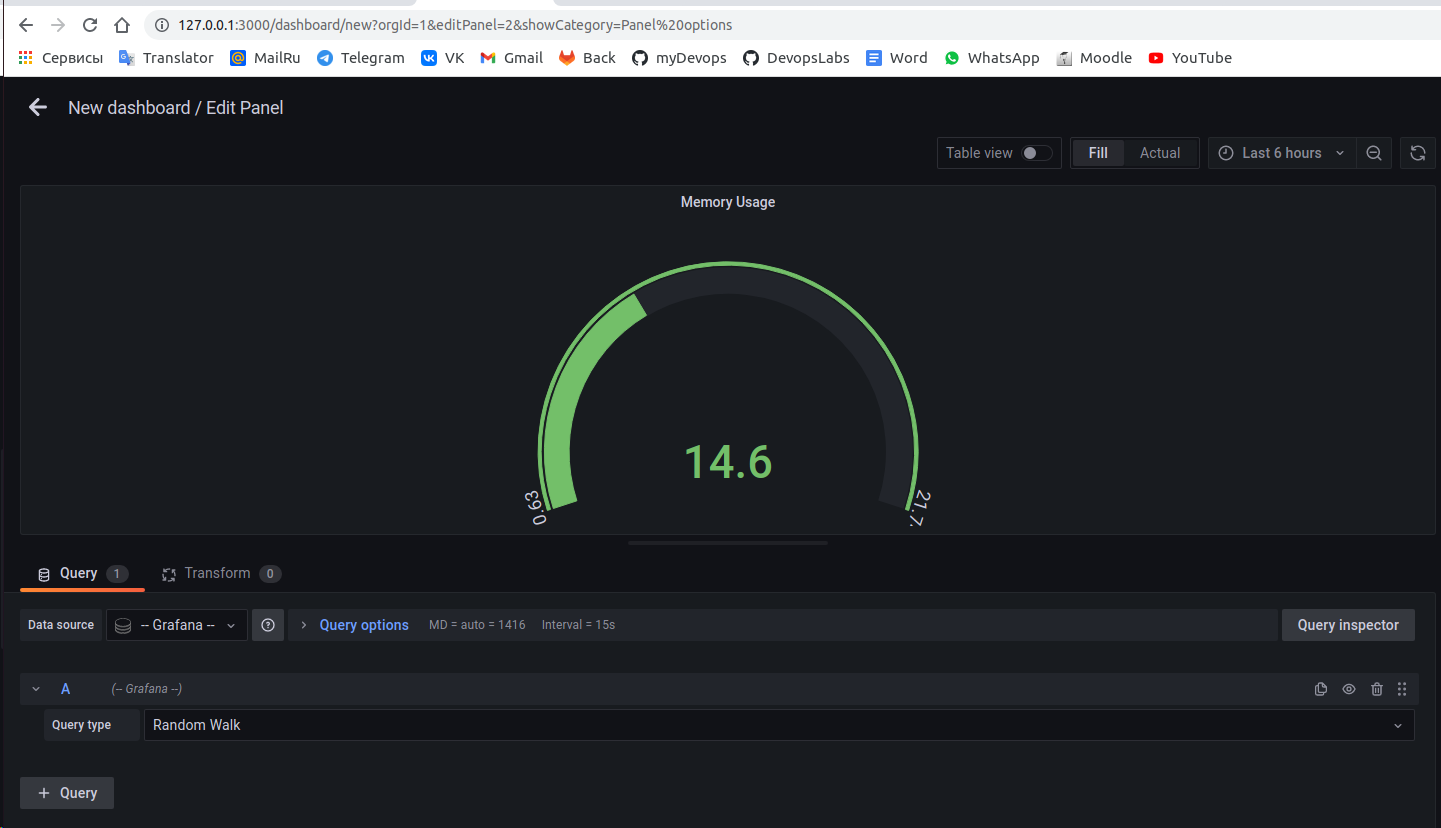 127.0.0.1:3000/dashboard/new?orgId=1&editPanel=2&showCategory=Panel%20options
Сервисы Translator MailRu Telegram VK Gmail Back myDevops DevopsLabs Word WhatsApp Moodle YouTube
New dashboard / Edit Panel
Table view Fill Actual Last 6 hours
Memory Usage
14.6
0.63 21.7.
Query 1 Transform 0
Data source -- Grafana -- Query options MD = auto = 1416 Interval = 15s Query inspector
A (-- Grafana --)
Query type Random Walk
+ Query